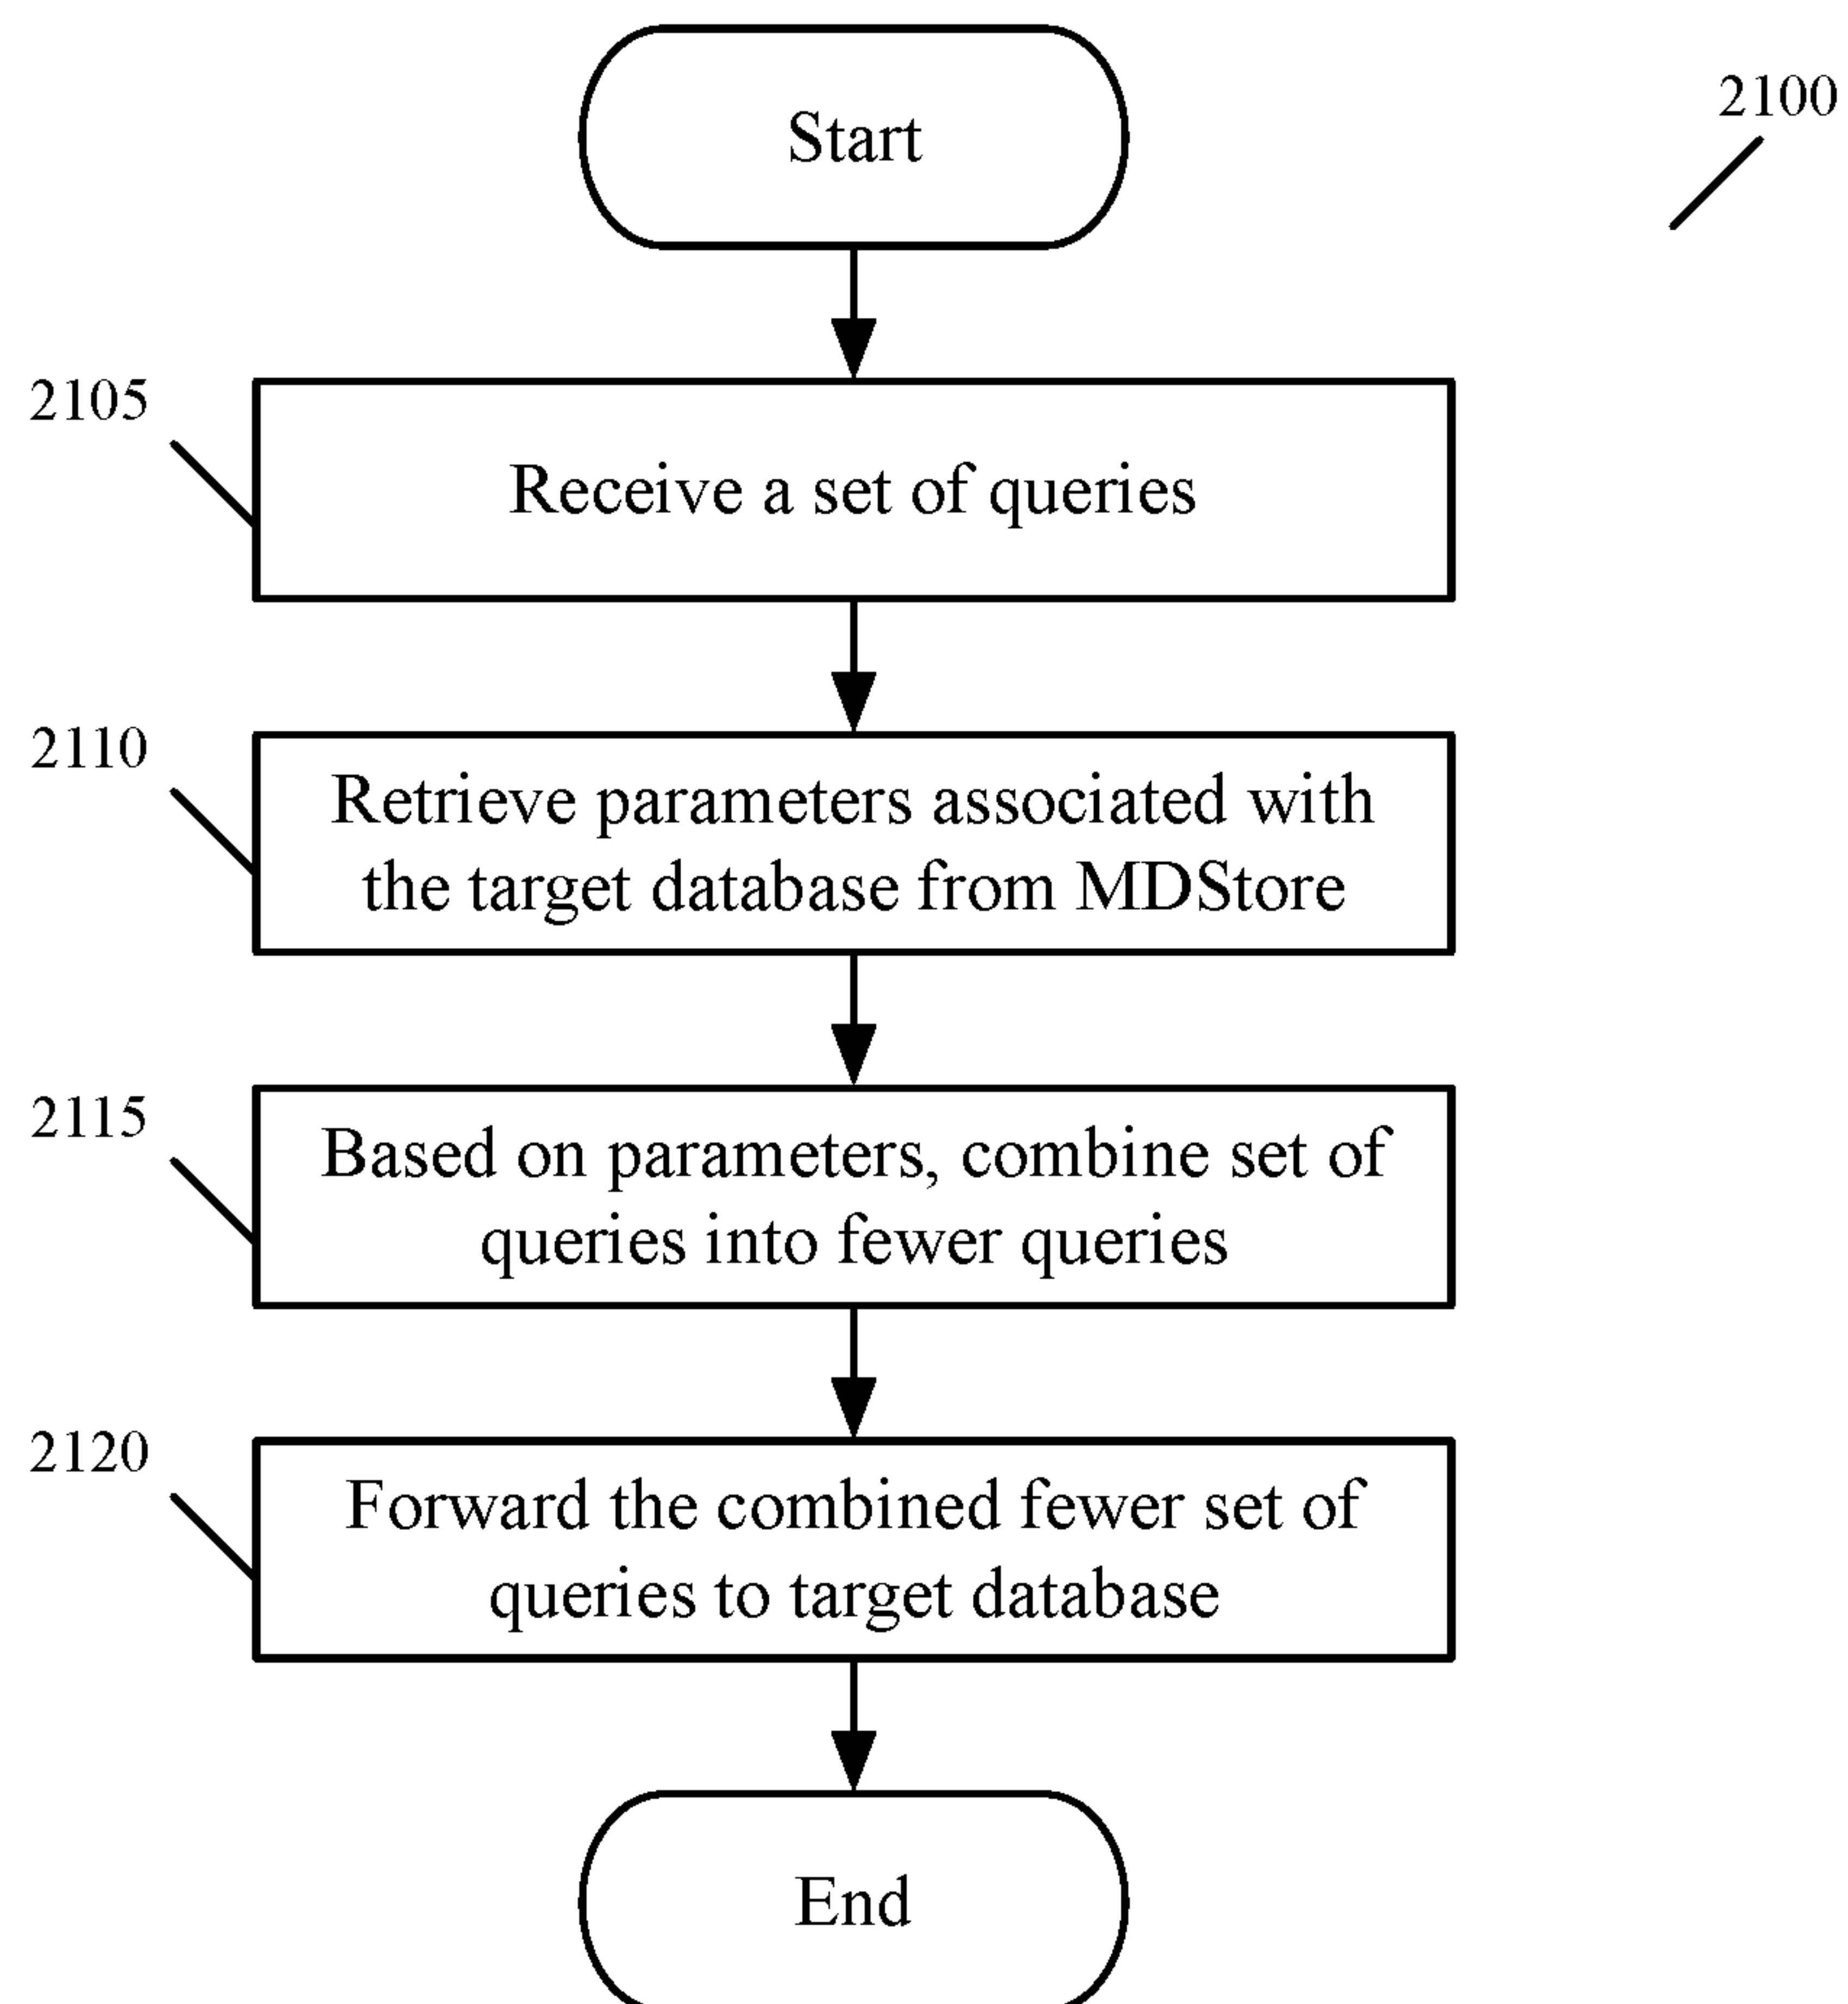 Start
2100
2105
Receive a set of queries
2110
Retrieve parameters associated with
the target database from MDStore
2115
Based on parameters, combine set of
queries into fewer queries
2120
Forward the combined fewer set of
queries to target database
End